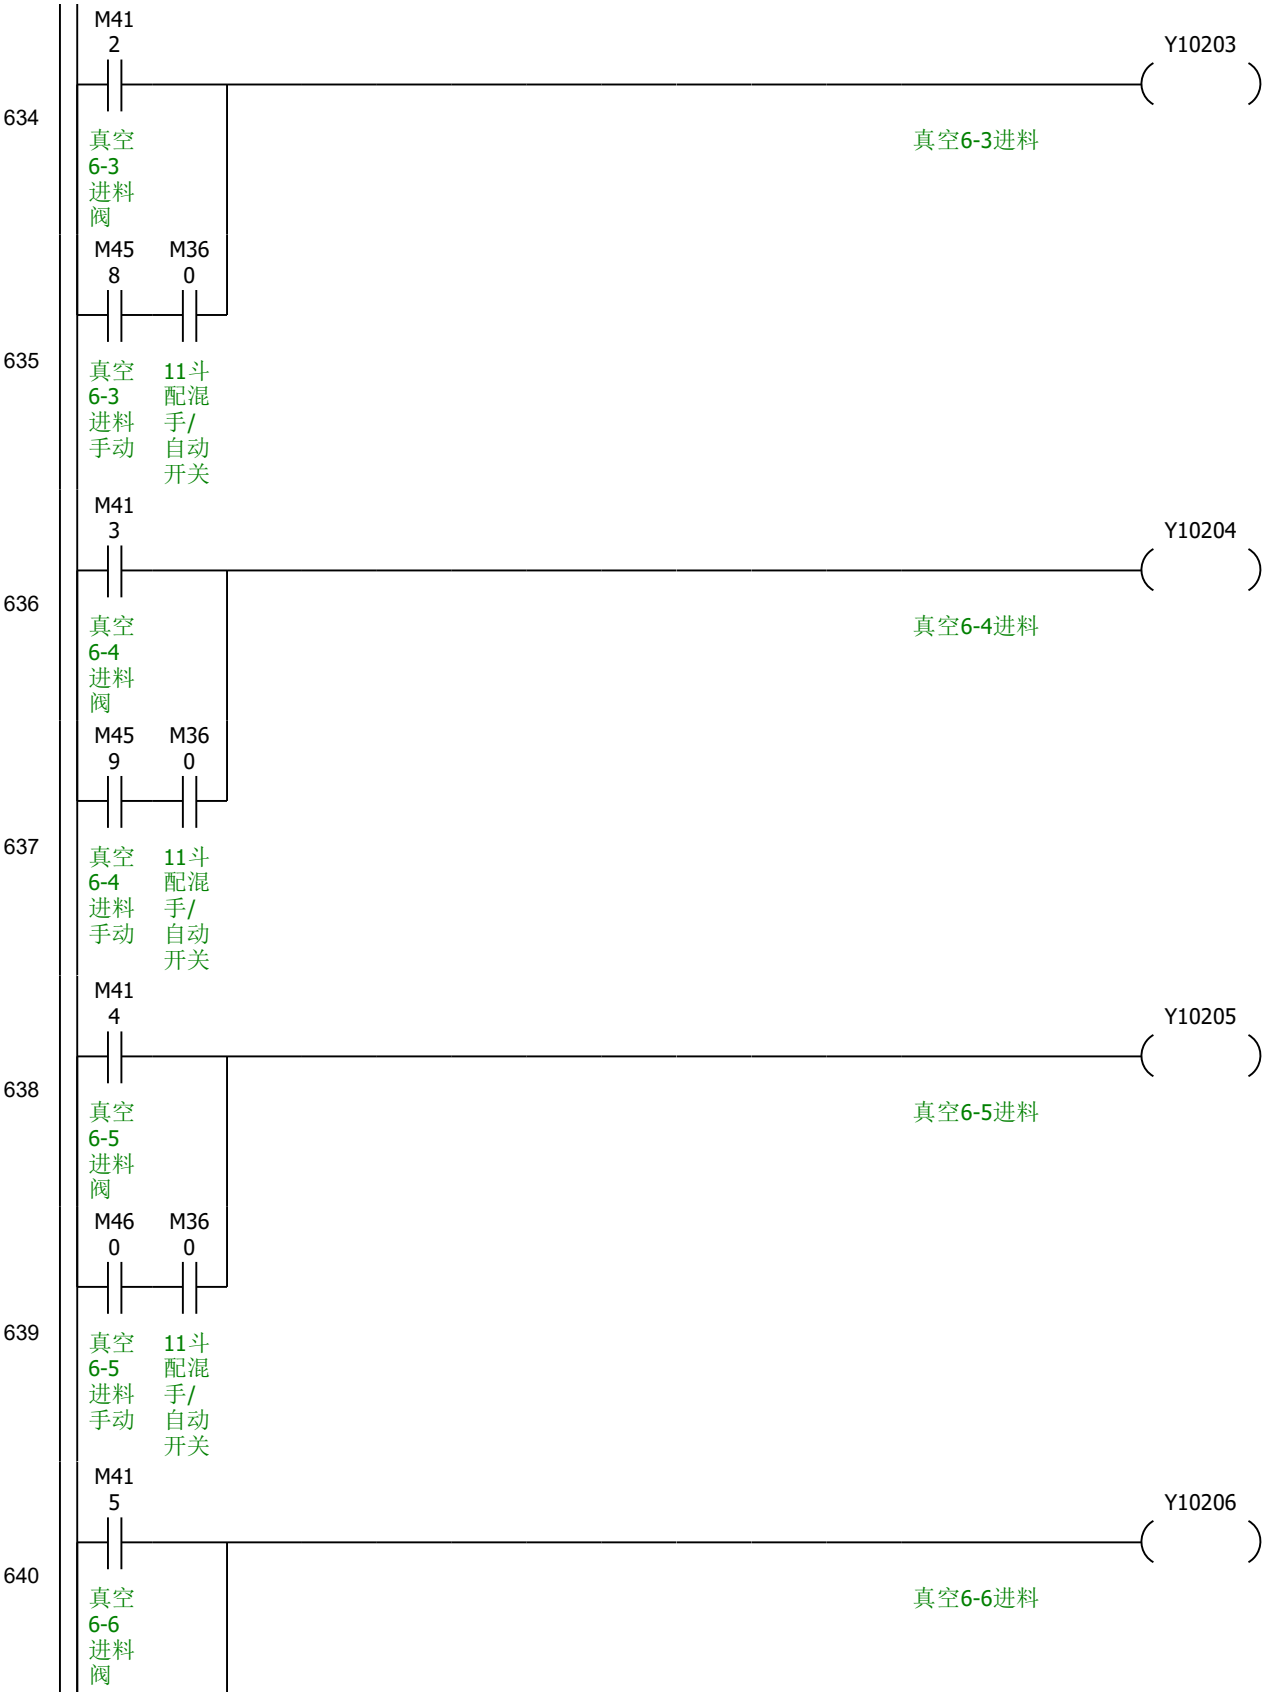 M41
2
Y10203
634
真空
6-3
进料
阀
真空6-3进料
M45
8
M36
0
635
真空
6-3
进料
手动
11斗
配混
手/
自动
开关
M41
3
Y10204
636
真空
6-4
进料
阀
真空6-4进料
M45
9
M36
0
637
真空
6-4
进料
手动
11斗
配混
手/
自动
开关
M41
4
Y10205
638
真空
6-5
进料
阀
真空6-5进料
M46
0
M36
0
639
真空
6-5
进料
手动
11斗
配混
手/
自动
开关
M41
5
Y10206
640
真空
6-6
进料
阀
真空6-6进料